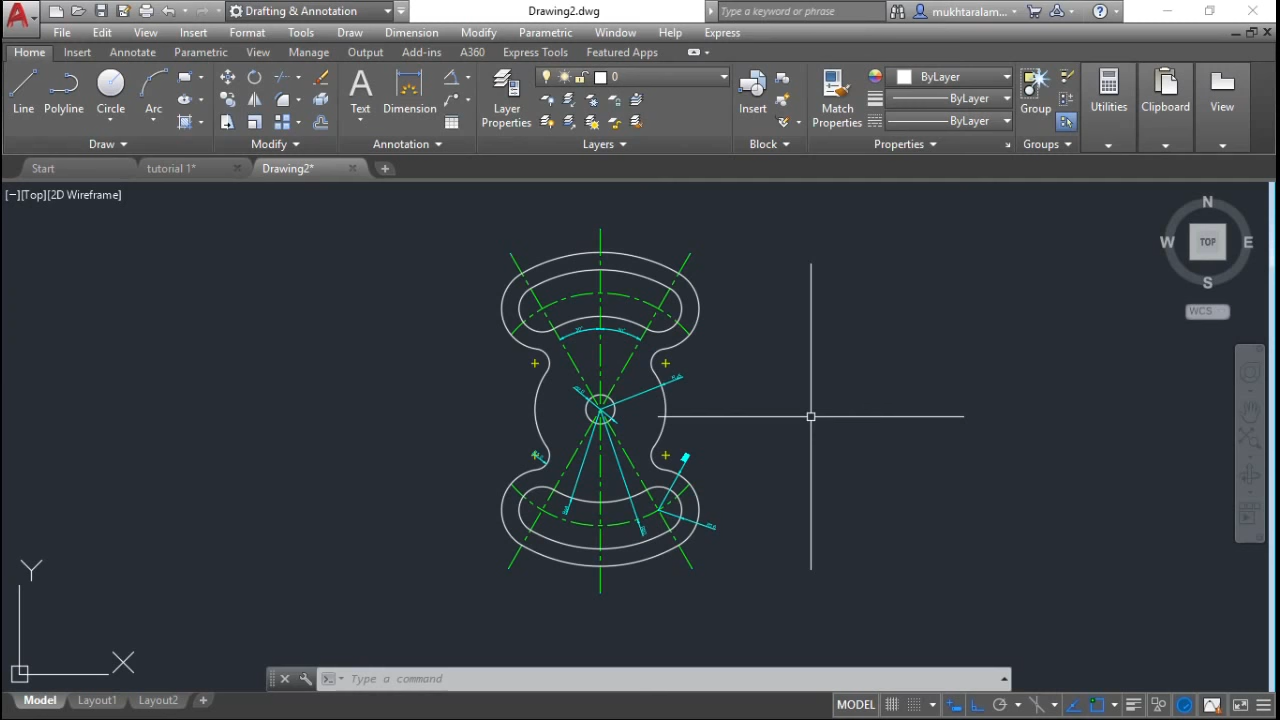 Drafting & Annotation
Drawing2.dwg
Type a keyword or phrase
mukhtaralam...
File Edit View Insert Format Tools Draw Dimension Modify Parametric Window Help Express
Home Insert Annotate Parametric View Manage Output Add-ins A360 Express Tools Featured Apps
Line Polyline Circle Arc
Text Dimension
Layer Properties
0
Insert
Match Properties
ByLayer
ByLayer
ByLayer
Group
Utilities
Clipboard
View
Draw
Modify
Annotation
Layers
Block
Properties
Groups
Start
tutorial 1*
Drawing2*
[−][Top][2D Wireframe]
N
W TOP E
S
WCS
Y
X
Type a command
Model Layout1 Layout2
MODEL